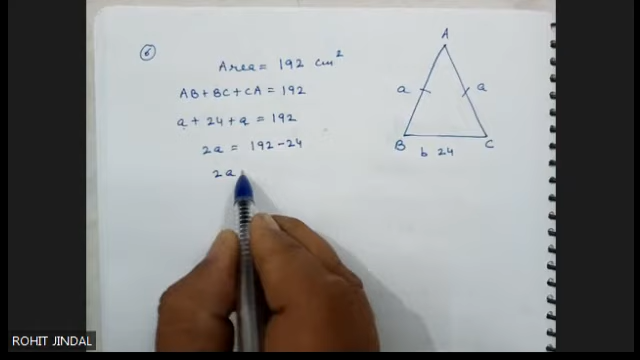 6
Area = 192 cm²
AB + BC + CA = 192
a + 24 + a = 192
2a = 192 - 24
2a
A
a
a
B
C
b 24
ROHIT JINDAL